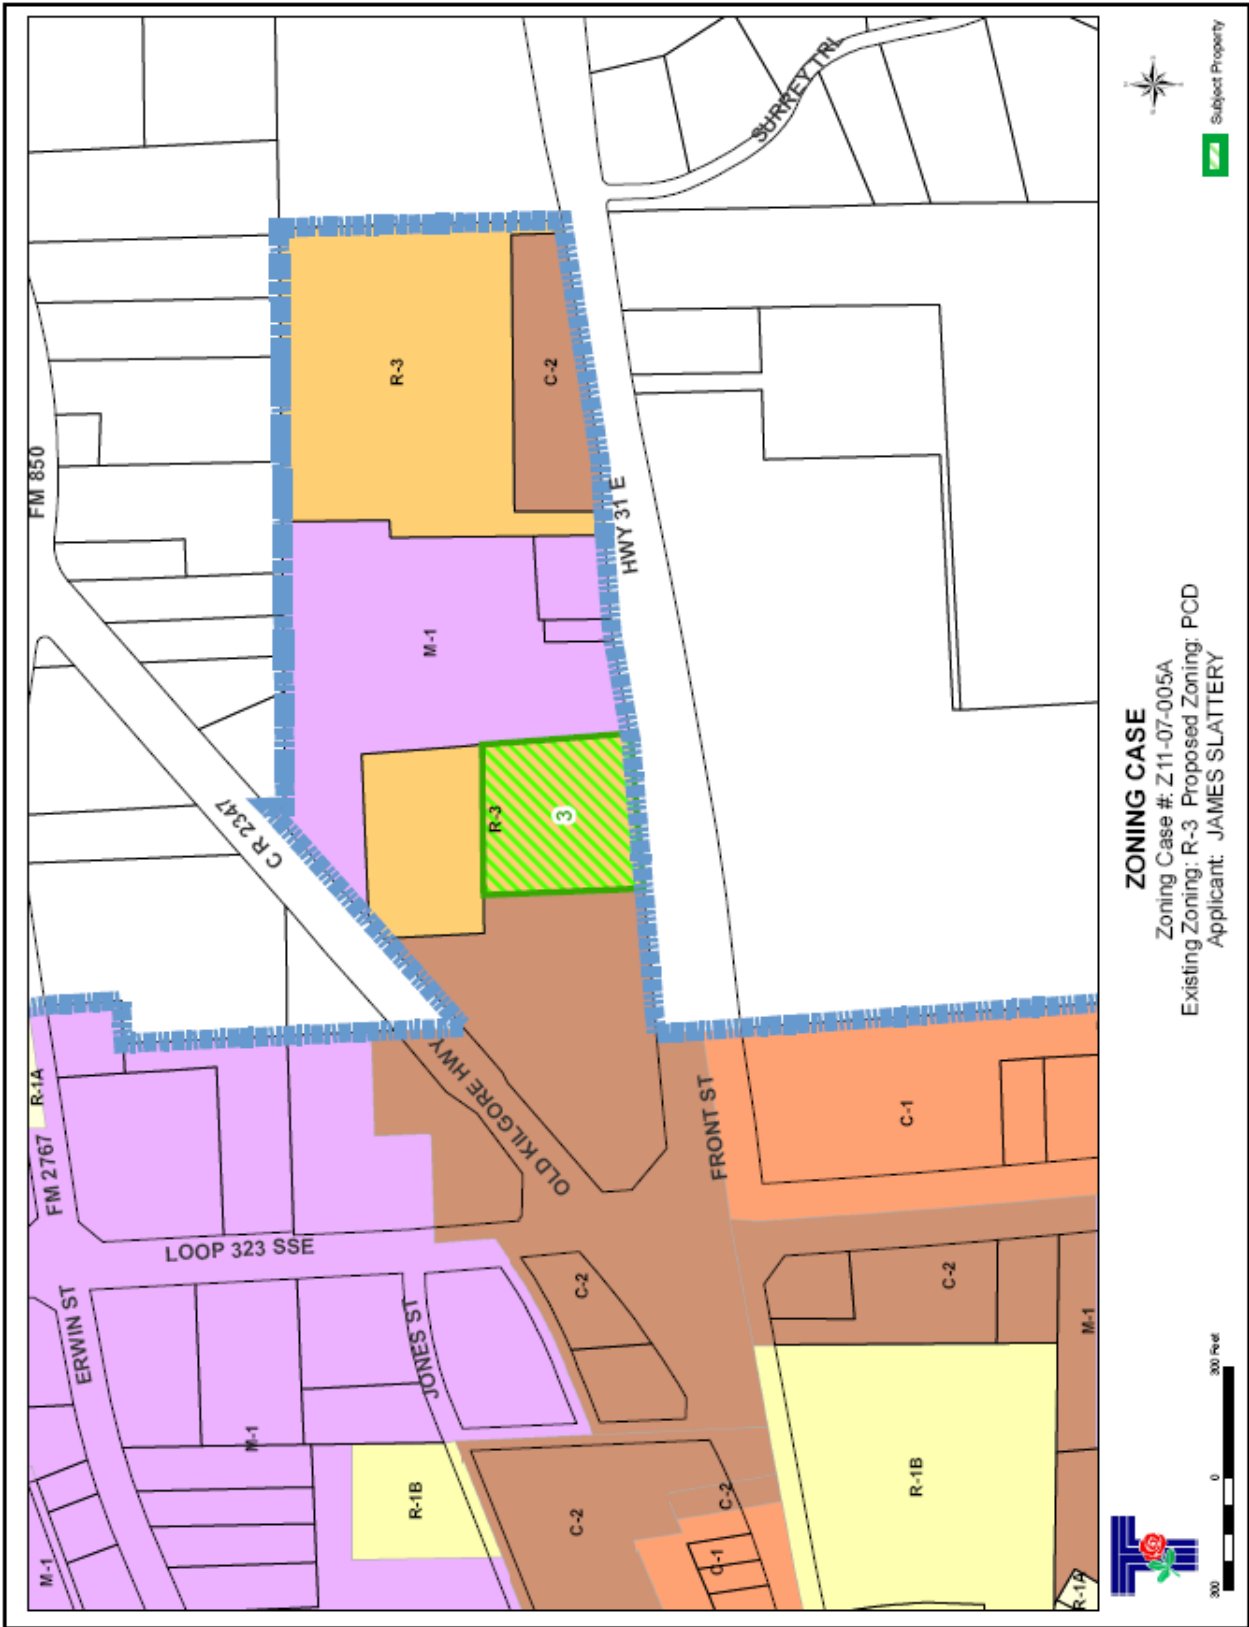 FM 850
SURREY TRL
R-3
C-2
HWY 31 E
M-1
CR 2347
R-3
3
R-1A
FM 2767
OLD KILGORE HWY
FRONT ST
C-1
LOOP 323 SSE
ERWIN ST
JONES ST
C-2
C-2
M-1
M-1
R-1B
C-2
C-2
C-1
R-1B
M-1
R-1A
ZONING CASE
Zoning Case #: Z11-07-005A
Existing Zoning: R-3 Proposed Zoning: PCD
Applicant: JAMES SLATTERY
Subject Property
300 0 300 Feet